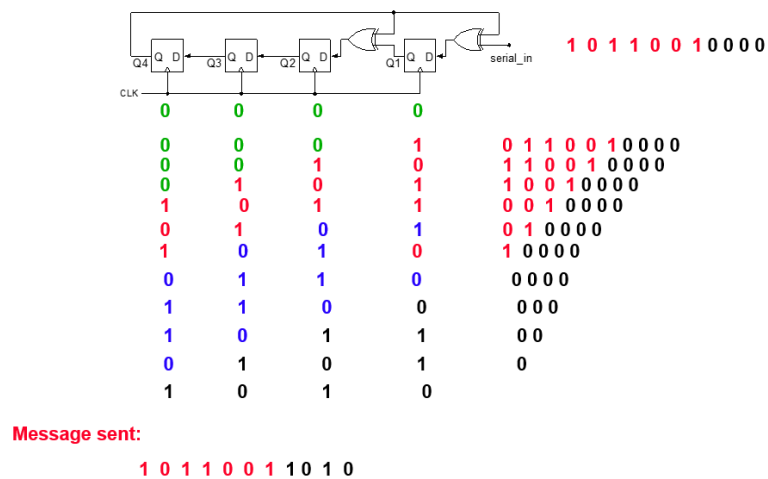 Q D Q D Q D Q D
Q4 Q3 Q2 Q1 serial_in 1 0 1 1 0 0 1 0 0 0 0
CLK
0 0 0 0
0 0 0 1 0 1 1 0 0 1 0 0 0 0
0 0 1 0 1 1 0 0 1 0 0 0 0
0 1 0 1 1 0 0 1 0 0 0 0
1 0 1 1 0 0 1 0 0 0 0
0 1 0 1 0 1 0 0 0 0
1 0 1 0 1 0 0 0 0
0 1 1 0 0 0 0 0
1 1 0 0 0 0 0
1 0 1 1 0 0
0 1 0 1 0
1 0 1 0
Message sent:
1 0 1 1 0 0 1 1 0 1 0